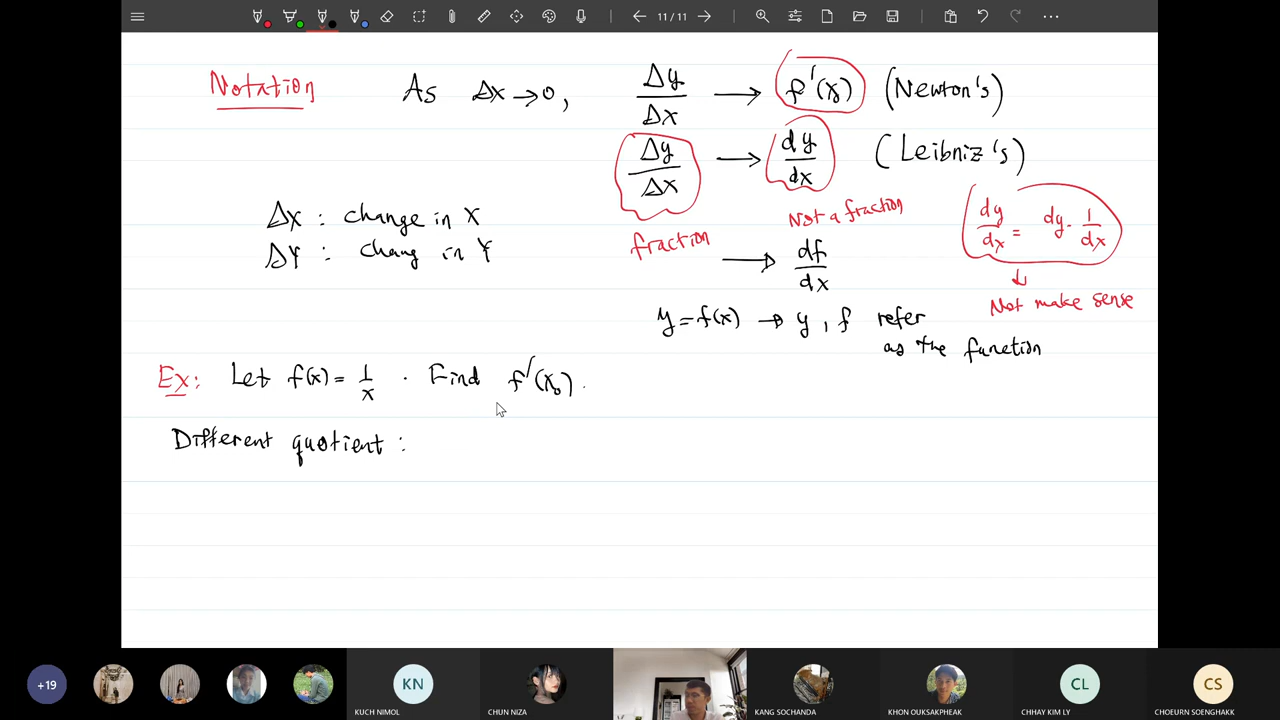 11 / 11
Notation As Δx → 0, Δy/Δx → f'(x) (Newton's)
Δy/Δx → dy/dx (Leibniz's)
Δx : change in x
ΔY : chang in Y
fraction
Not a fraction
→ df/dx
dy/dx = dy · 1/dx
Not make sense
y = f(x) → y , f refer
as the function
Ex: Let f(x) = 1/x . Find f'(x₀).
Different quotient :
+19
KN
KUCH NIMOL
CHUN NIZA
KANG SOCHANDA
KHON OUKSAKPHEAK
CL
CHHAY KIM LY
CS
CHOEURN SOENGHAKK